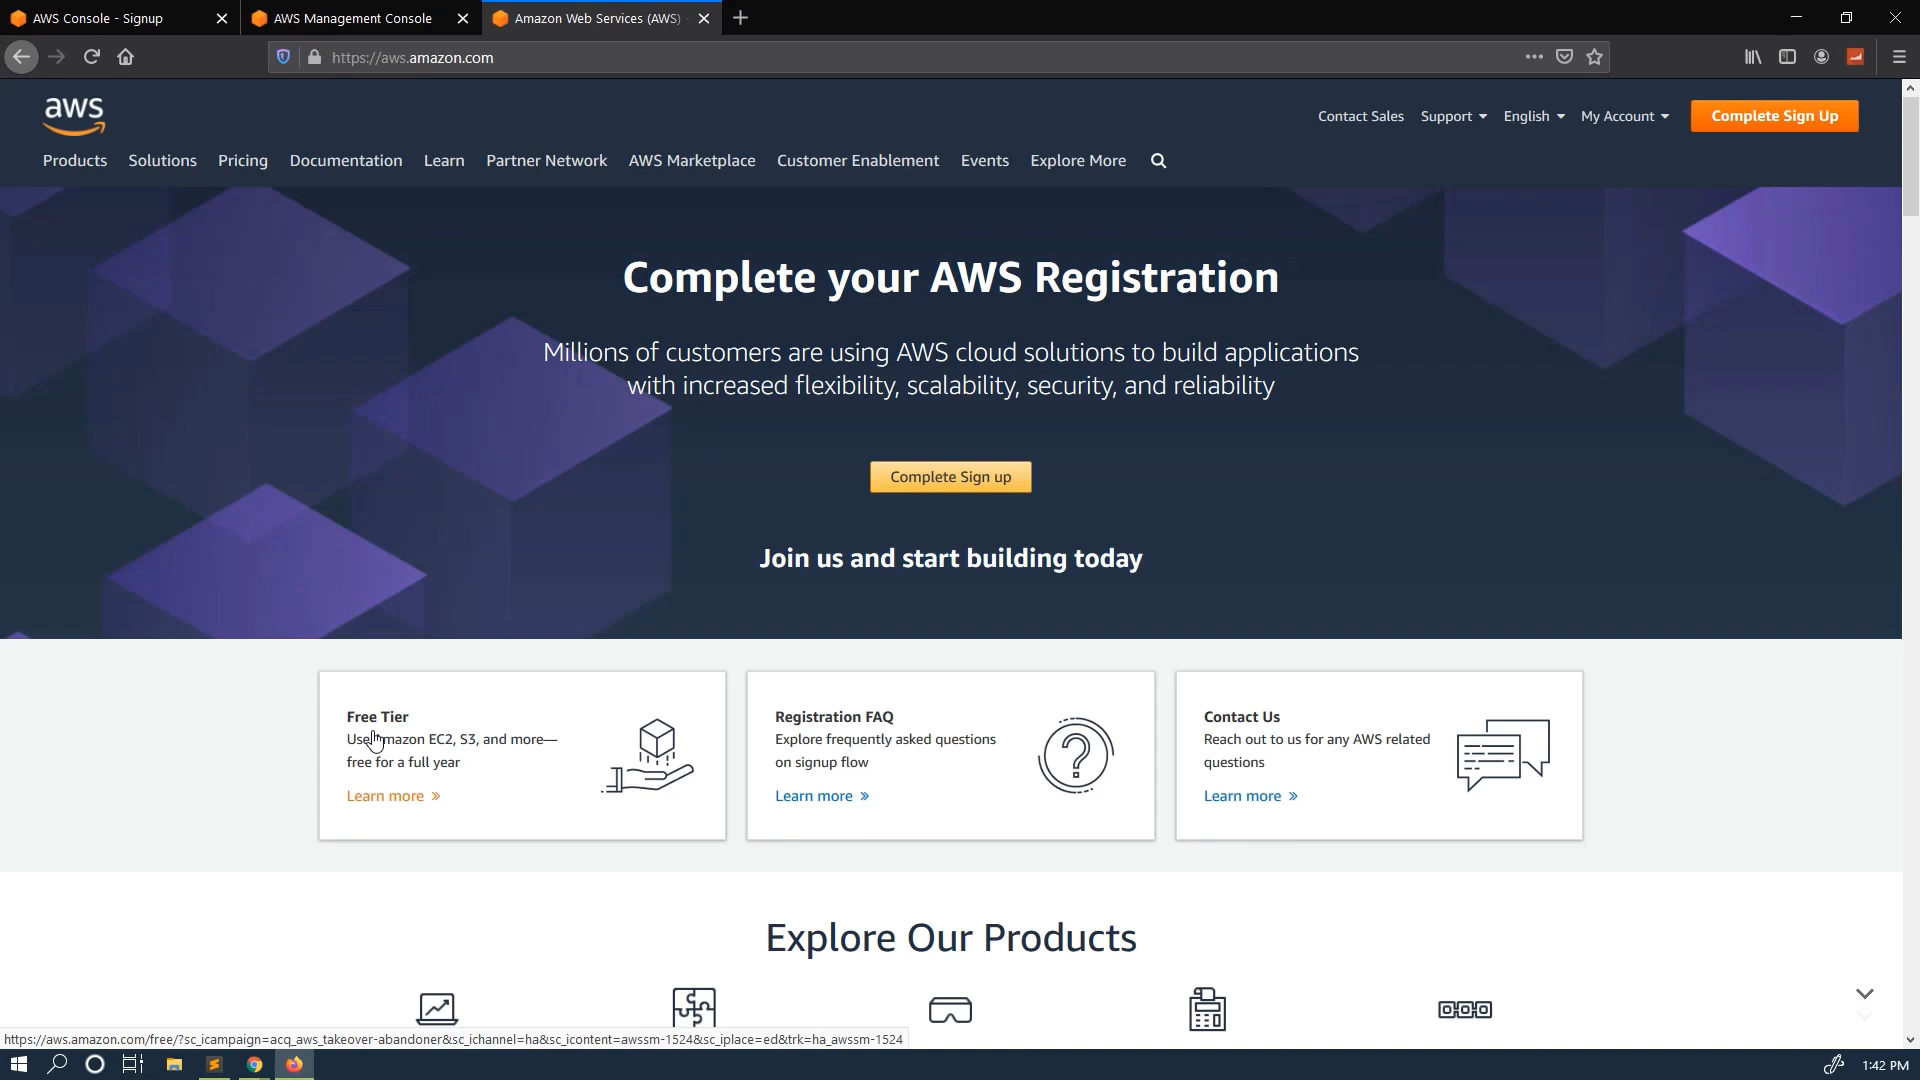 AWS Console - Signup
AWS Management Console
Amazon Web Services (AWS)
https://aws.amazon.com
aws
Contact Sales
Support
English
My Account
Complete Sign Up
Products
Solutions
Pricing
Documentation
Learn
Partner Network
AWS Marketplace
Customer Enablement
Events
Explore More
Complete your AWS Registration
Millions of customers are using AWS cloud solutions to build applications
with increased flexibility, scalability, security, and reliability
Complete Sign up
Join us and start building today
Free Tier
Use Amazon EC2, S3, and more—
free for a full year
Learn more »
Registration FAQ
Explore frequently asked questions
on signup flow
Learn more »
Contact Us
Reach out to us for any AWS related
questions
Learn more »
Explore Our Products
https://aws.amazon.com/free/?sc_icampaign=acq_aws_takeover-abandoner&sc_ichannel=ha&sc_icontent=awssm-1524&sc_iplace=ed&trk=ha_awssm-1524
1:42 PM